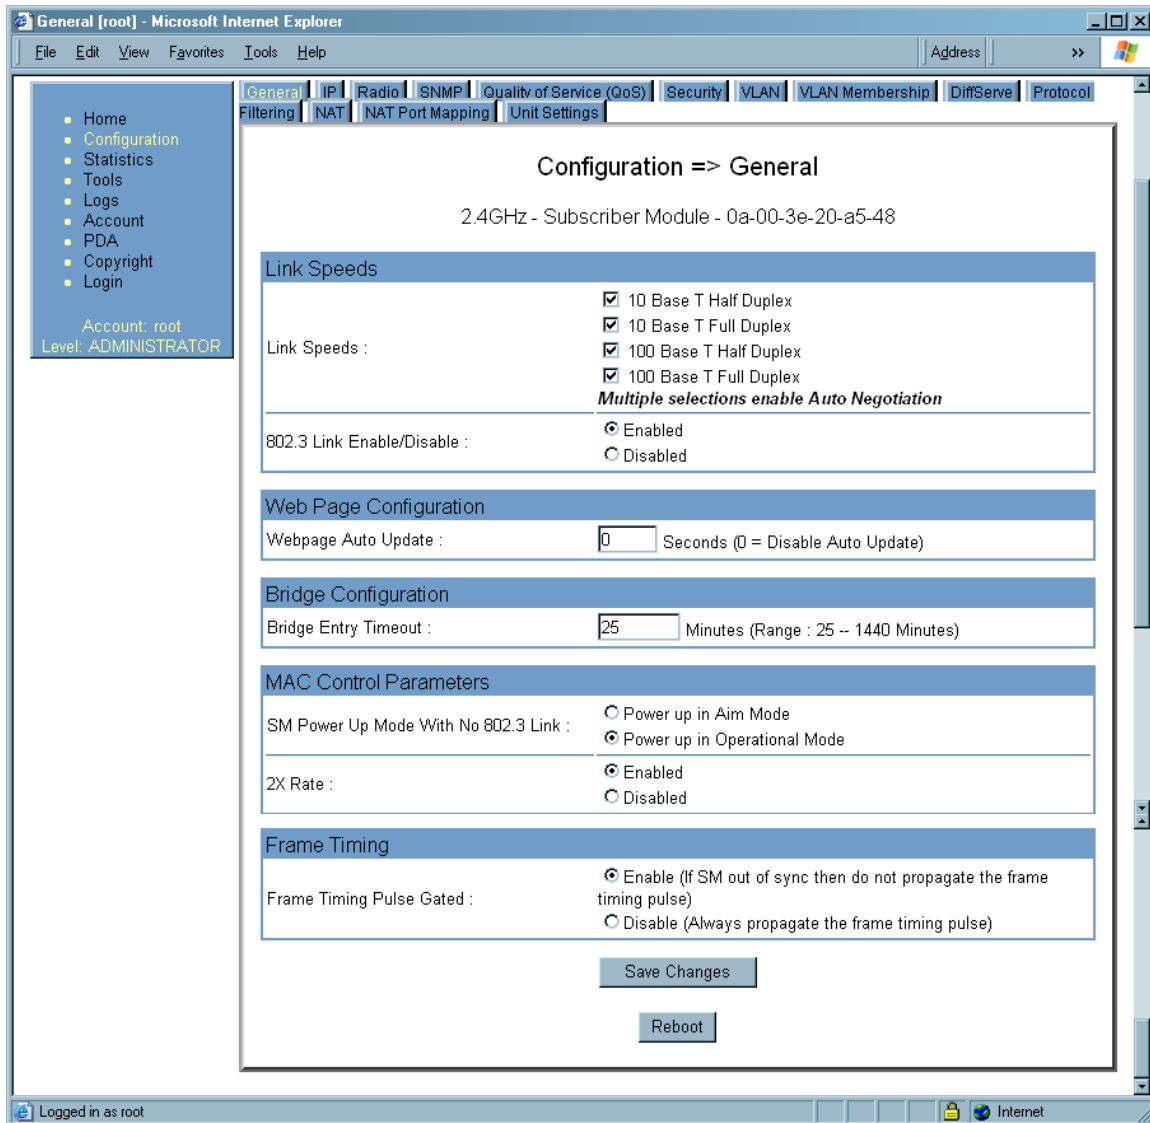 General [root] - Microsoft Internet Explorer
File Edit View Favorites Tools Help Address »
General IP Radio SNMP Quality of Service (QoS) Security VLAN VLAN Membership DiffServe Protocol
Filtering NAT NAT Port Mapping Unit Settings
Home
Configuration
Statistics
Tools
Logs
Account
PDA
Copyright
Login
Account: root
Level: ADMINISTRATOR
Configuration => General
2.4GHz - Subscriber Module - 0a-00-3e-20-a5-48
Link Speeds
Link Speeds :
10 Base T Half Duplex
10 Base T Full Duplex
100 Base T Half Duplex
100 Base T Full Duplex
Multiple selections enable Auto Negotiation
802.3 Link Enable/Disable :
Enabled
Disabled
Web Page Configuration
Webpage Auto Update : 0 Seconds (0 = Disable Auto Update)
Bridge Configuration
Bridge Entry Timeout : 25 Minutes (Range : 25 -- 1440 Minutes)
MAC Control Parameters
SM Power Up Mode With No 802.3 Link :
Power up in Aim Mode
Power up in Operational Mode
2X Rate :
Enabled
Disabled
Frame Timing
Frame Timing Pulse Gated :
Enable (If SM out of sync then do not propagate the frame
timing pulse)
Disable (Always propagate the frame timing pulse)
Save Changes
Reboot
Logged in as root Internet